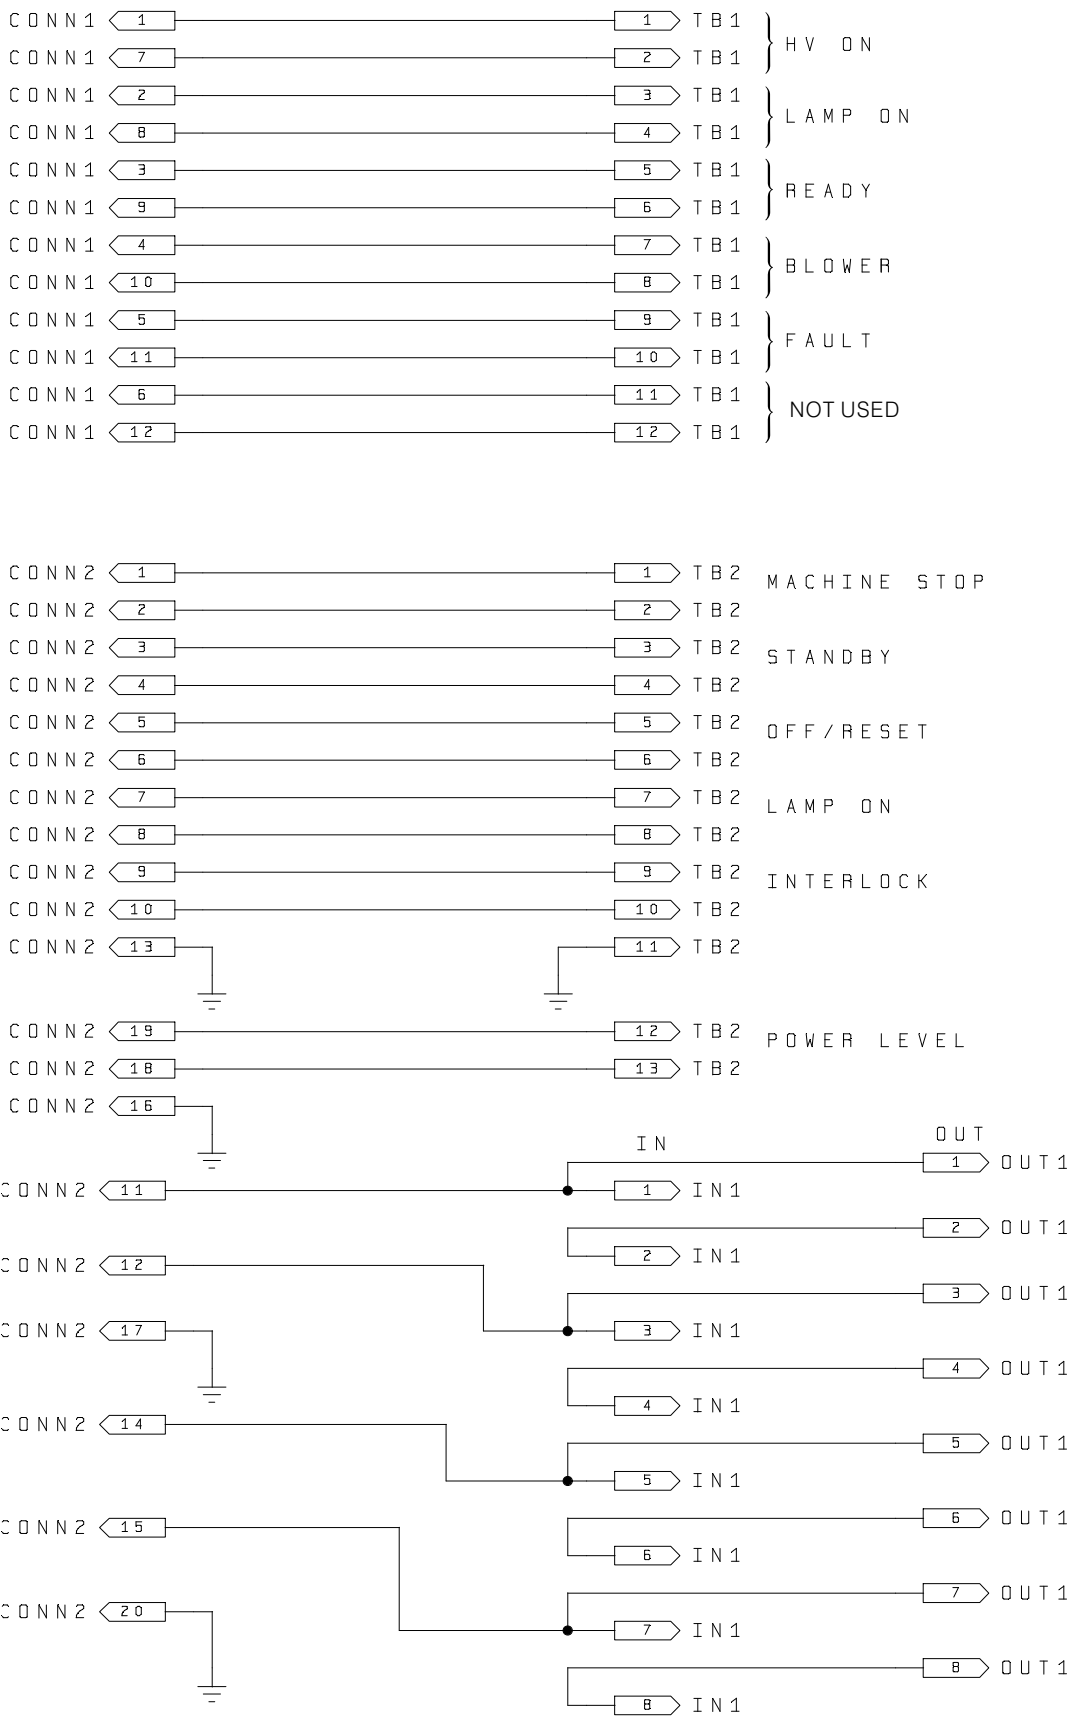 CONN1 1 1 TB1
HV ON
CONN1 7 2 TB1
CONN1 2 3 TB1
LAMP ON
CONN1 8 4 TB1
CONN1 3 5 TB1
READY
CONN1 9 6 TB1
CONN1 4 7 TB1
BLOWER
CONN1 10 8 TB1
CONN1 5 9 TB1
FAULT
CONN1 11 10 TB1
CONN1 6 11 TB1
NOT USED
CONN1 12 12 TB1
CONN2 1 1 TB2
MACHINE STOP
CONN2 2 2 TB2
CONN2 3 3 TB2
STANDBY
CONN2 4 4 TB2
CONN2 5 5 TB2
OFF/RESET
CONN2 6 6 TB2
CONN2 7 7 TB2
LAMP ON
CONN2 8 8 TB2
CONN2 9 9 TB2
INTERLOCK
CONN2 10 10 TB2
CONN2 13 11 TB2
CONN2 19 12 TB2
POWER LEVEL
CONN2 18 13 TB2
CONN2 16
IN OUT
1 OUT1
CONN2 11 1 IN1
2 OUT1
2 IN1
CONN2 12
3 OUT1
CONN2 17 3 IN1
4 OUT1
4 IN1
CONN2 14
5 OUT1
5 IN1
6 OUT1
CONN2 15
6 IN1
7 OUT1
CONN2 20
7 IN1
8 OUT1
8 IN1